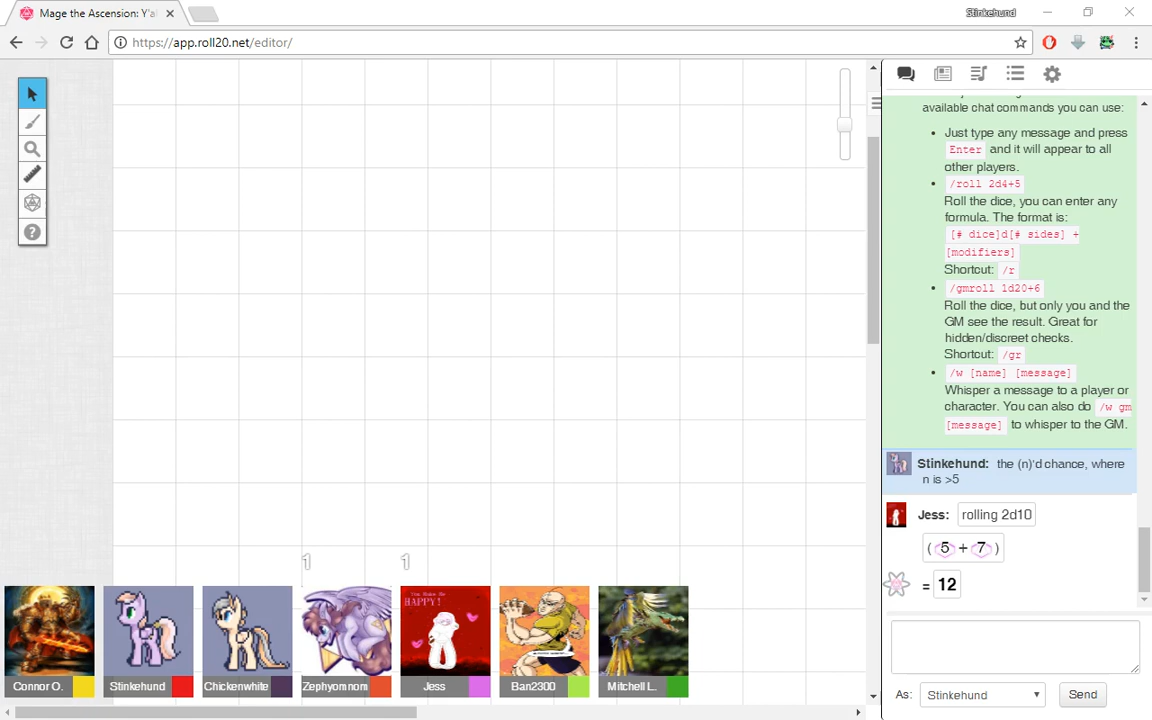 Mage the Ascension: Y'al
Stinkehund
https://app.roll20.net/editor/
available chat commands you can use:
Just type any message and press
Enter and it will appear to all
other players.
/roll 2d4+5
Roll the dice, you can enter any
formula. The format is:
[# dice]d[# sides] +
[modifiers]
Shortcut: /r
/gmroll 1d20+6
Roll the dice, but only you and the
GM see the result. Great for
hidden/discreet checks.
Shortcut: /gr
/w [name] [message]
Whisper a message to a player or
character. You can also do /w gm
[message] to whisper to the GM.
Stinkehund: the (n)'d chance, where
n is >5
Jess: rolling 2d10
(5+7)
= 12
1 1
You Make Me
HAPPY!
Connor O. Stinkehund Chickenwhite Zephyomnom Jess Ban2300 Mitchell L.
As: Stinkehund Send